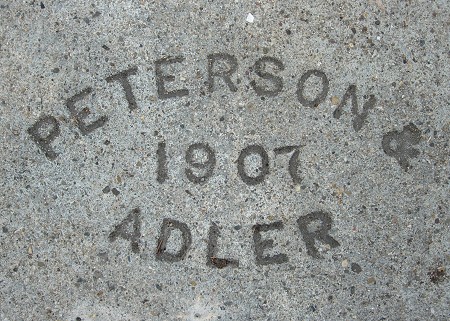 PETERSON &
1907
ADLER